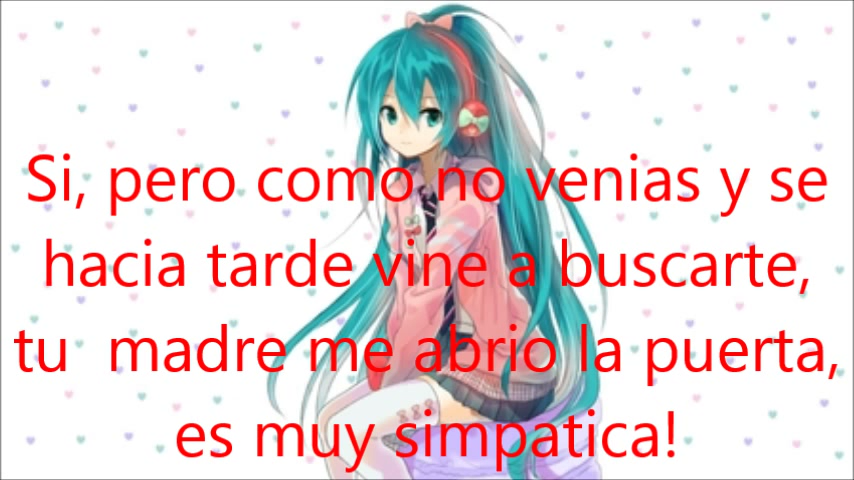 Si, pero como no venias y se
hacia tarde vine a buscarte,
tu  madre me abrio la puerta,
es muy simpatica!